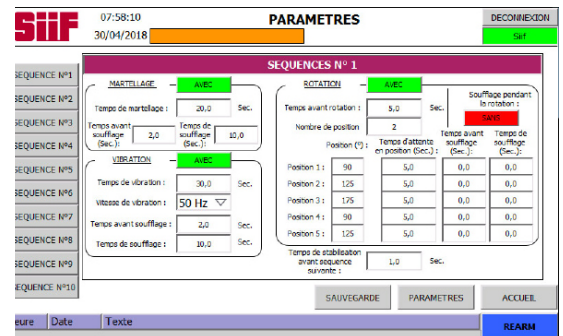 Siif
07:58:10
PARAMETRES
DECONNEXION
30/04/2018
Siif
SEQUENCES N° 1
SEQUENCE N°1
SEQUENCE N°2
SEQUENCE N°3
SEQUENCE N°4
SEQUENCE N°5
SEQUENCE N°6
SEQUENCE N°7
SEQUENCE N°8
SEQUENCE N°9
SEQUENCE N°10
MARTELLAGE - AVEC
Temps de martelage : 20,0 Sec.
Temps avant soufflage (Sec.): 2,0 Temps de soufflage (Sec.): 10,0
VIBRATION - AVEC
Temps de vibration : 30,0 Sec.
Vitesse de vibration : 50 Hz
Temps avant soufflage : 2,0 Sec.
Temps de soufflage : 10,0 Sec.
ROTATION - AVEC
Temps avant rotation : 5,0 Sec.
Soufflage pendant la rotation :
SANS
Nombre de position 2
Position (°) : Temps d'attente en position (Sec.) : Temps avant soufflage (Sec.): Temps de soufflage (Sec.):
Position 1 : 90 5,0 0,0 0,0
Position 2 : 125 5,0 0,0 0,0
Position 3 : 175 5,0 0,0 0,0
Position 4 : 90 5,0 0,0 0,0
Position 5 : 125 5,0 0,0 0,0
Temps de stabilisation avant sequence suivante : 1,0 Sec.
SAUVEGARDE PARAMETRES ACCUEIL
eure Date Texte
REARM